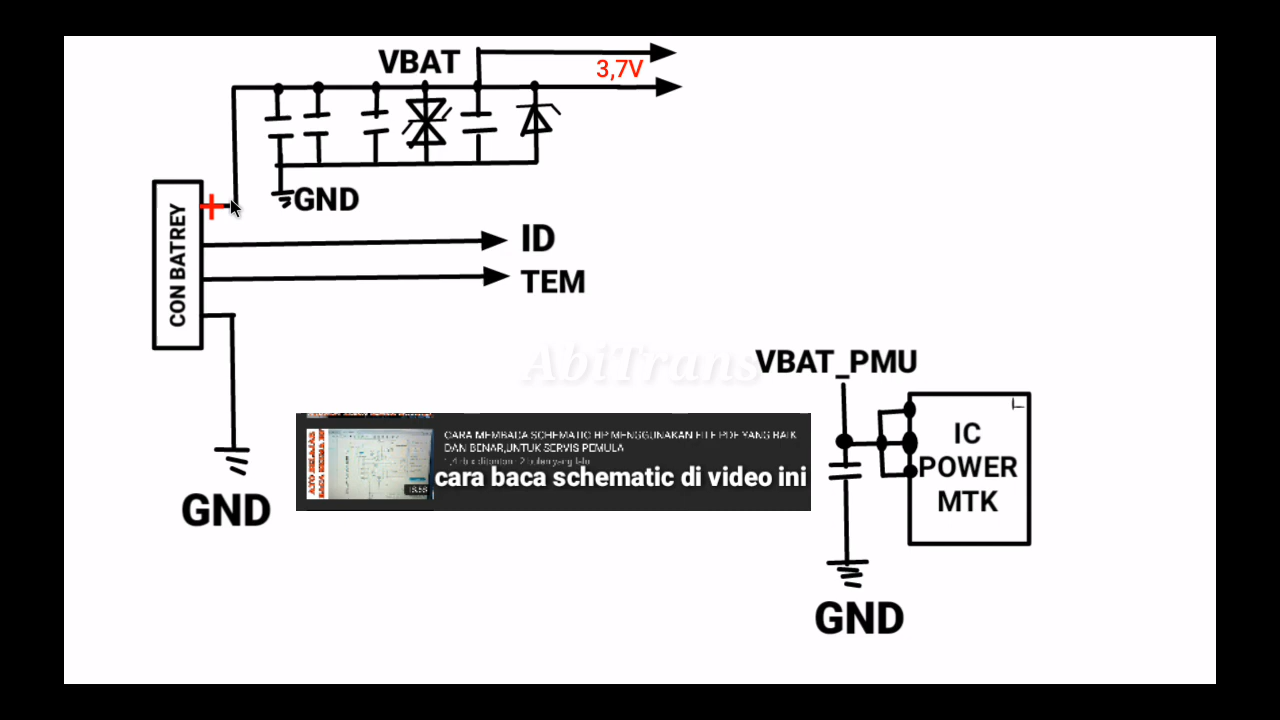 VBAT
3,7V
+
GND
CON BATREY
ID
TEM
GND
AbiTrans
VBAT_PMU
IC
POWER
MTK
GND
CARA MEMBACA SCHEMATIC HP MENGGUNAKAN FILE PDF YANG BAIK
DAN BENAR,UNTUK SERVIS PEMULA
cara baca schematic di video ini